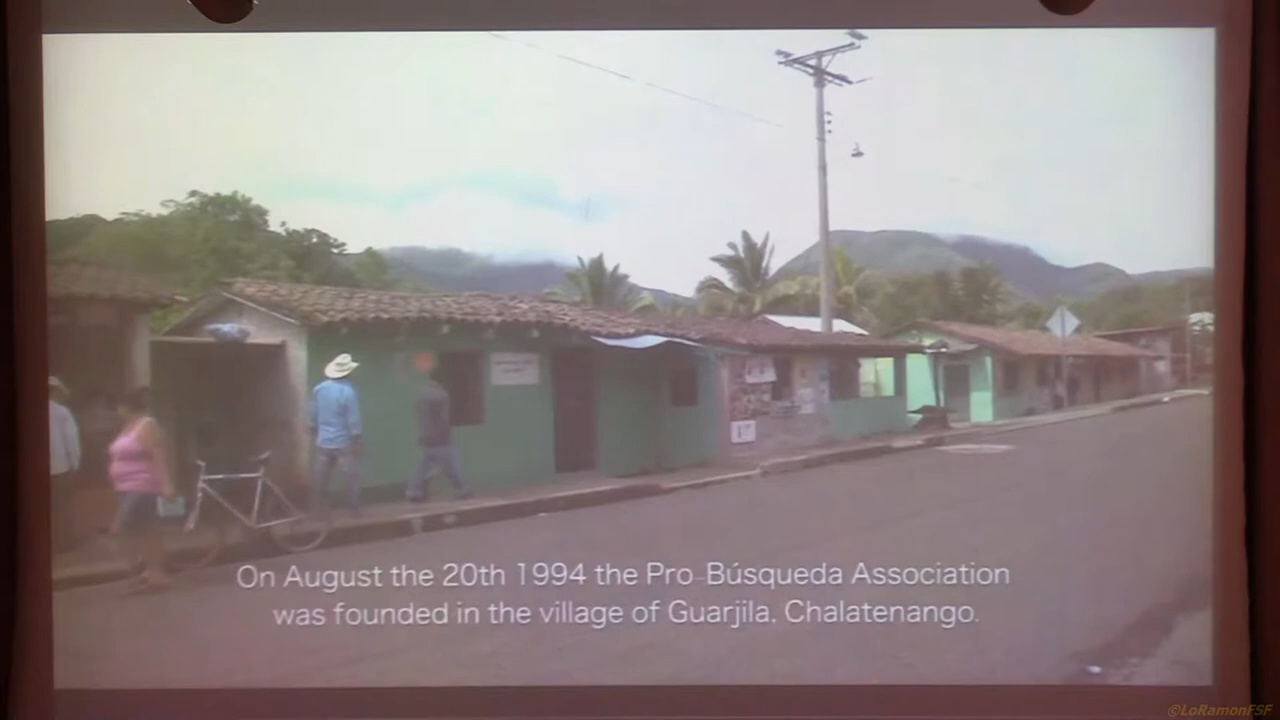 On August the 20th 1994 the Pro-Búsqueda Association
was founded in the village of Guarjila. Chalatenango.
©LoRamonFSF